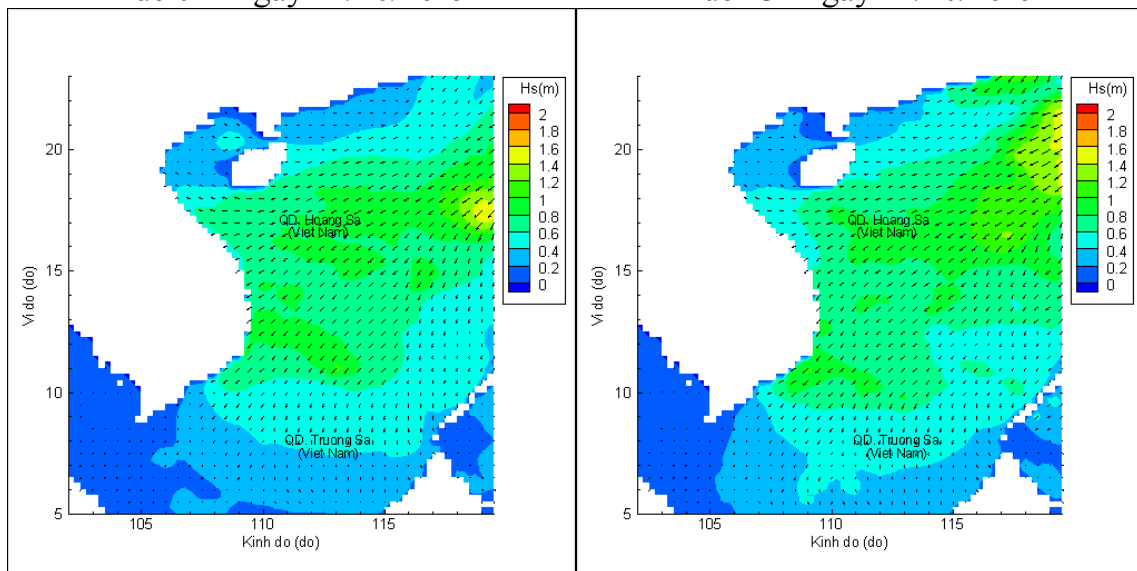 Hs(m)
2
1.8
1.6
1.4
1.2
1
0.8
0.6
0.4
0.2
0
20
15
10
5
Vi do (do)
QD. Hoang Sa
(Viet Nam)
QD. Truong Sa
(Viet Nam)
105
110
115
Kinh do (do)
Hs(m)
2
1.8
1.6
1.4
1.2
1
0.8
0.6
0.4
0.2
0
20
15
10
5
Vi do (do)
QD. Hoang Sa
(Viet Nam)
QD. Truong Sa
(Viet Nam)
105
110
115
Kinh do (do)